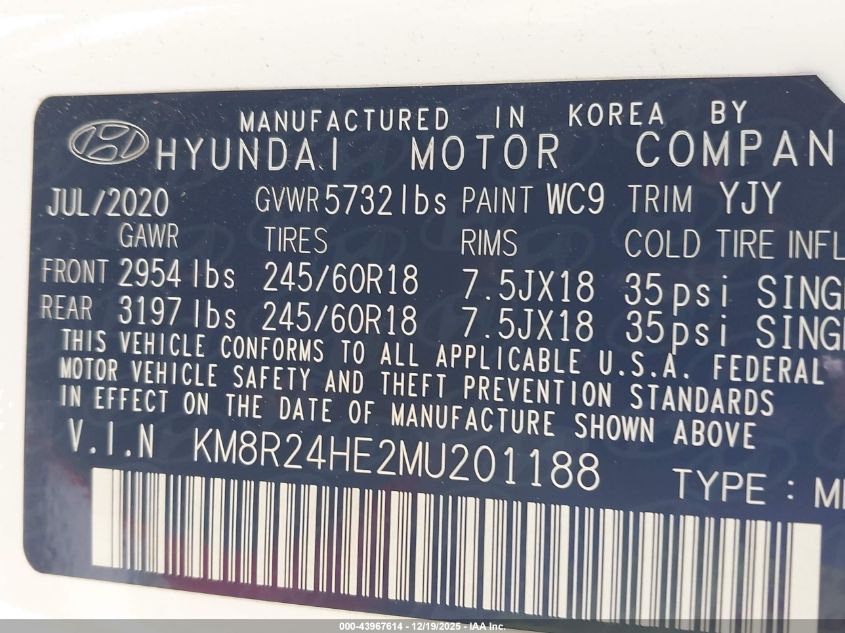 MANUFACTURED IN KOREA BY
HYUNDAI MOTOR COMPAN
JUL/2020 GVWR 5732 lbs PAINT WC9 TRIM YJY
GAWR TIRES RIMS COLD TIRE INFL
FRONT 2954 lbs 245/60R18 7.5JX18 35psi SINGL
REAR 3197 lbs 245/60R18 7.5JX18 35psi SINGL
THIS VEHICLE CONFORMS TO ALL APPLICABLE U.S.A. FEDERAL
MOTOR VEHICLE SAFETY AND THEFT PREVENTION STANDARDS
IN EFFECT ON THE DATE OF MANUFACTURE SHOWN ABOVE
V.I.N KM8R24HE2MU201188
TYPE : M
000-43967614 - 12/19/2025 - IAA Inc.